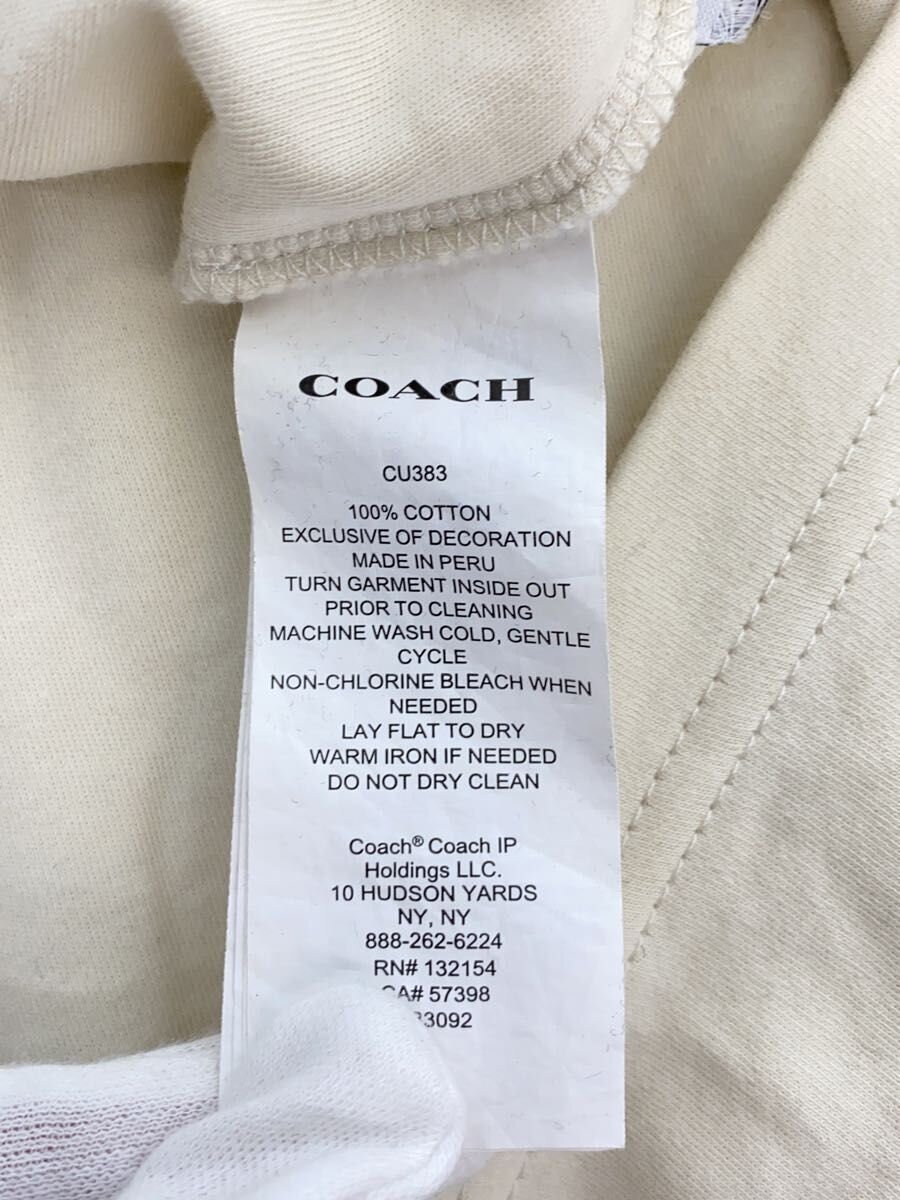 COACH
CU383
100% COTTON
EXCLUSIVE OF DECORATION
MADE IN PERU
TURN GARMENT INSIDE OUT
PRIOR TO CLEANING
MACHINE WASH COLD, GENTLE
CYCLE
NON-CHLORINE BLEACH WHEN
NEEDED
LAY FLAT TO DRY
WARM IRON IF NEEDED
DO NOT DRY CLEAN
Coach® Coach IP
Holdings LLC.
10 HUDSON YARDS
NY, NY
888-262-6224
RN# 132154
CA# 57398